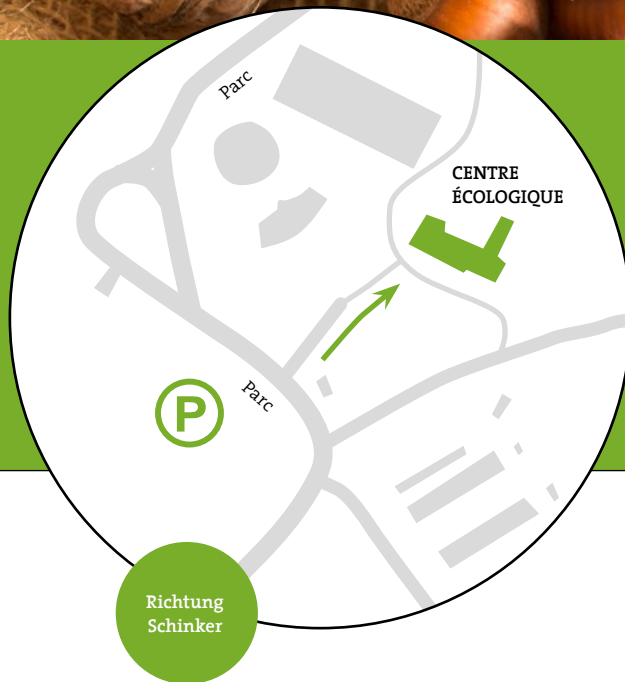 Parc
CENTRE
ÉCOLOGIQUE
Parc
P
Richtung
Schinker